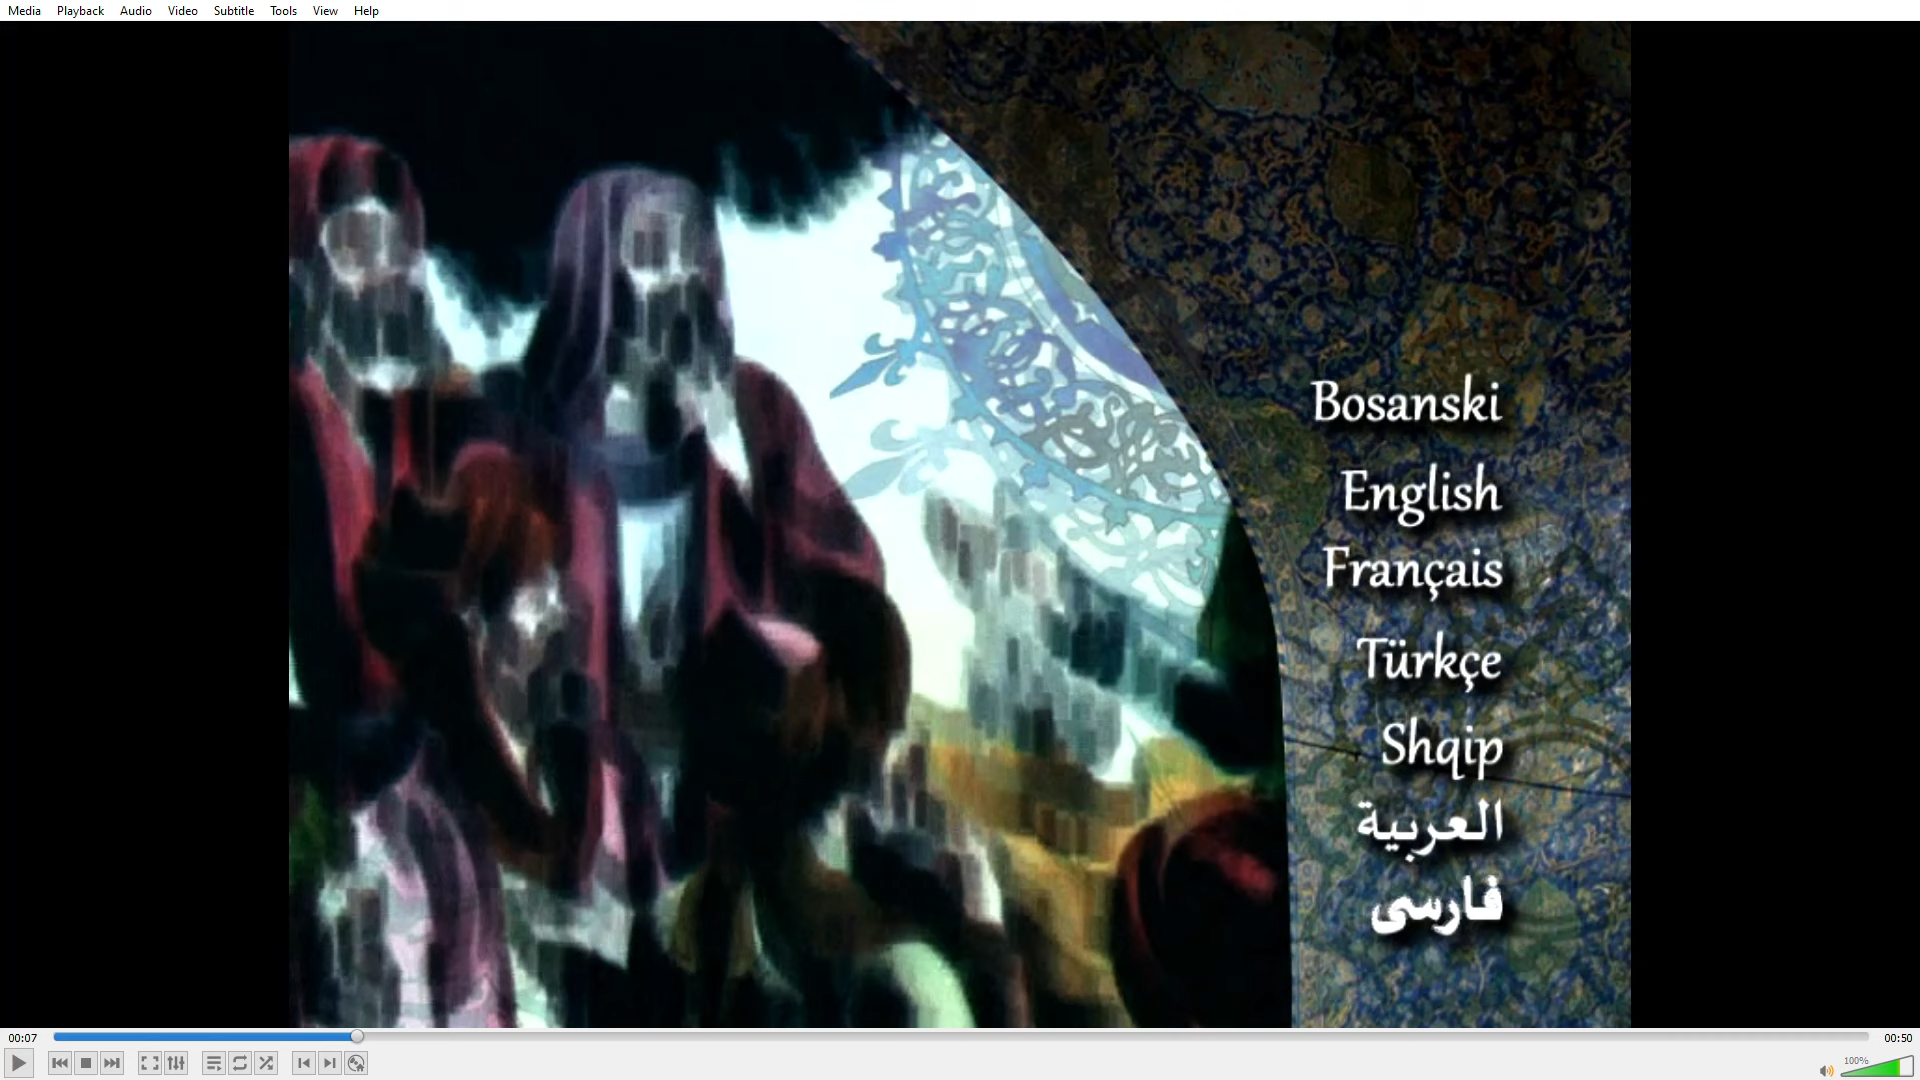 Media Playback Audio Video Subtitle Tools View Help
Bosanski
English
Français
Türkçe
Shqip
العربية
فارسی
00:07 00:50
100%